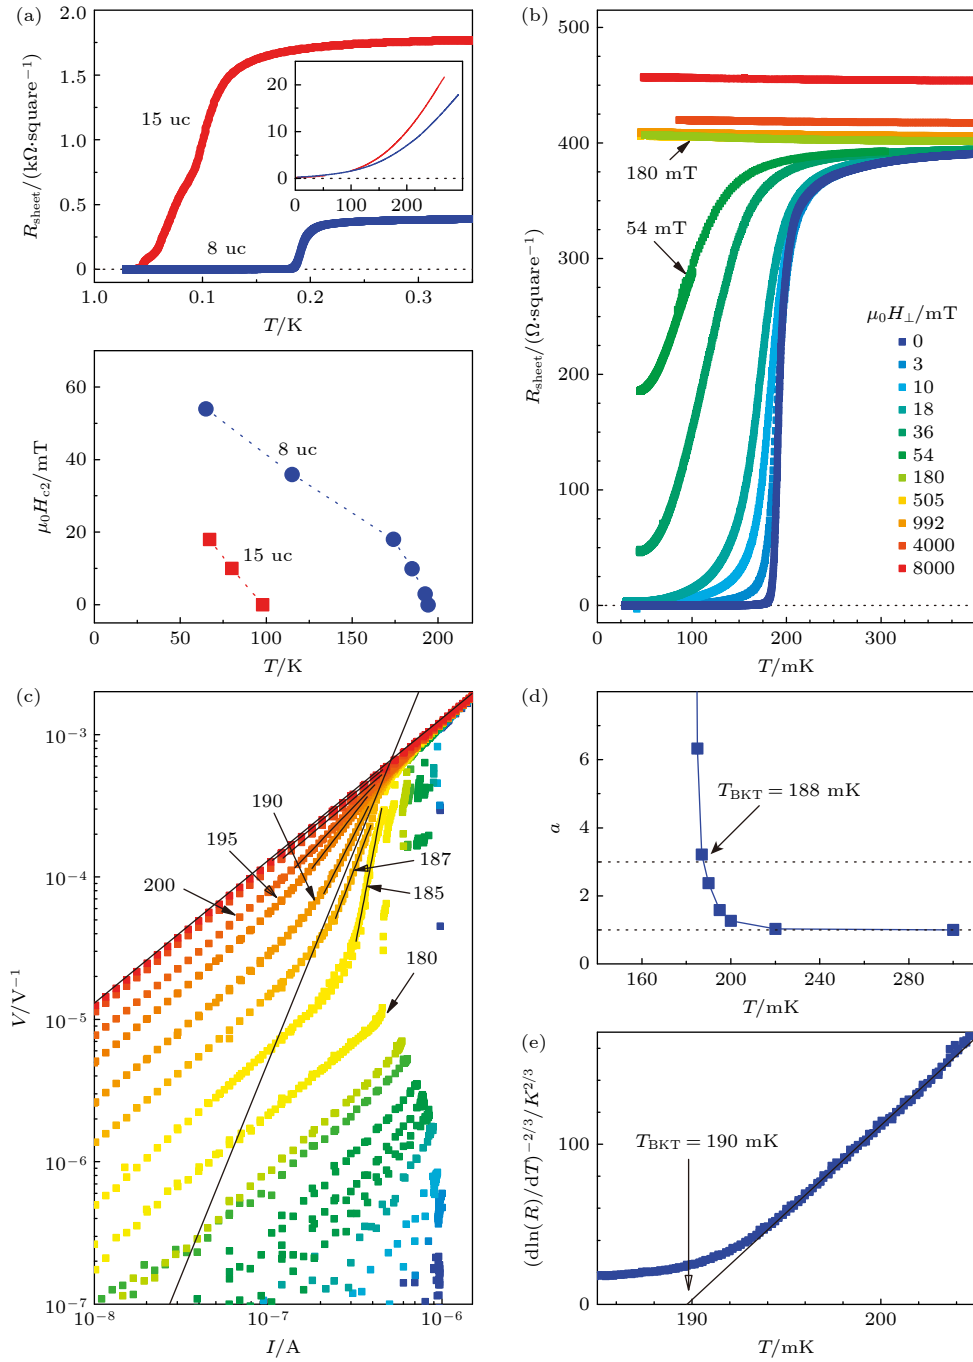 (a)
2.0
1.75
1.2
0.75
0.25
0
R_sheet/(kΩ·square⁻¹)
15 uc
8 uc
20
10
0
0 100 200
1.0 0.1 0.2 0.3
T/K
60
40
20
0
μ₀H_c2/mT
8 uc
15 uc
0 50 100 150 200
T/K
(b)
500
400
300
200
100
0
R_sheet/(Ω·square⁻¹)
180 mT
54 mT
μ₀H⊥/mT
0
3
10
18
36
54
180
505
992
4000
8000
0 100 200 300
T/mK
(c)
10⁻³
10⁻⁴
10⁻⁵
10⁻⁶
10⁻⁷
V/V⁻¹
200
195
190
187
185
180
10⁻⁸ 10⁻⁷ 10⁻⁶
I/A
(d)
6
4
2
0
a
T_BKT = 188 mK
160 200 240 280
T/mK
(e)
100
0
(dln(R)/dT)⁻²/³/K²/³
T_BKT = 190 mK
190 200
T/mK